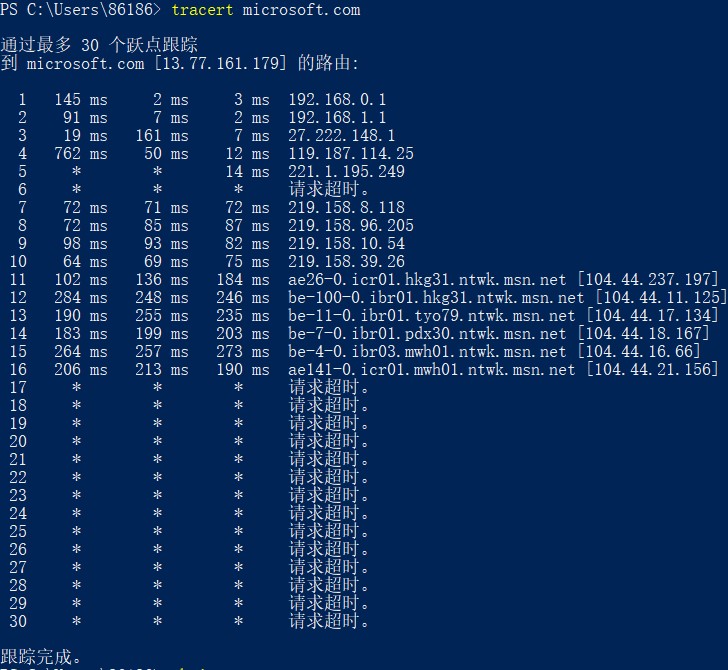 PS C:\Users\86186> tracert microsoft.com
通过最多 30 个跃点跟踪
到 microsoft.com [13.77.161.179] 的路由:
1 145 ms 2 ms 3 ms 192.168.0.1
2 91 ms 7 ms 2 ms 192.168.1.1
3 19 ms 161 ms 7 ms 27.222.148.1
4 762 ms 50 ms 12 ms 119.187.114.25
5 * * 14 ms 221.1.195.249
6 * * * 请求超时。
7 72 ms 71 ms 72 ms 219.158.8.118
8 72 ms 85 ms 87 ms 219.158.96.205
9 98 ms 93 ms 82 ms 219.158.10.54
10 64 ms 69 ms 75 ms 219.158.39.26
11 102 ms 136 ms 184 ms ae26-0.icr01.hkg31.ntwk.msn.net [104.44.237.197]
12 284 ms 248 ms 246 ms be-100-0.ibr01.hkg31.ntwk.msn.net [104.44.11.125]
13 190 ms 255 ms 235 ms be-11-0.ibr01.tyo79.ntwk.msn.net [104.44.17.134]
14 183 ms 199 ms 203 ms be-7-0.ibr01.pdx30.ntwk.msn.net [104.44.18.167]
15 264 ms 257 ms 273 ms be-4-0.ibr03.mwh01.ntwk.msn.net [104.44.16.66]
16 206 ms 213 ms 190 ms ae141-0.icr01.mwh01.ntwk.msn.net [104.44.21.156]
17 * * * 请求超时。
18 * * * 请求超时。
19 * * * 请求超时。
20 * * * 请求超时。
21 * * * 请求超时。
22 * * * 请求超时。
23 * * * 请求超时。
24 * * * 请求超时。
25 * * * 请求超时。
26 * * * 请求超时。
27 * * * 请求超时。
28 * * * 请求超时。
29 * * * 请求超时。
30 * * * 请求超时。
跟踪完成。